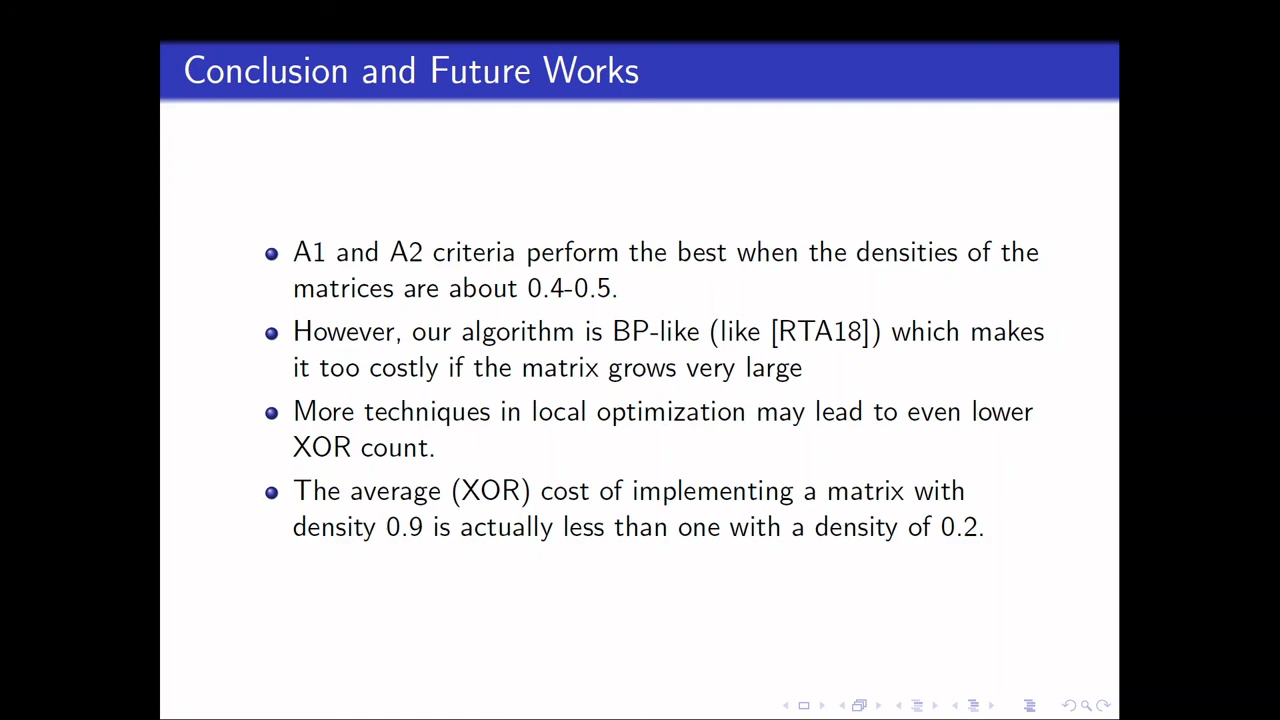 Conclusion and Future Works
A1 and A2 criteria perform the best when the densities of the
matrices are about 0.4-0.5.
However, our algorithm is BP-like (like [RTA18]) which makes
it too costly if the matrix grows very large
More techniques in local optimization may lead to even lower
XOR count.
The average (XOR) cost of implementing a matrix with
density 0.9 is actually less than one with a density of 0.2.